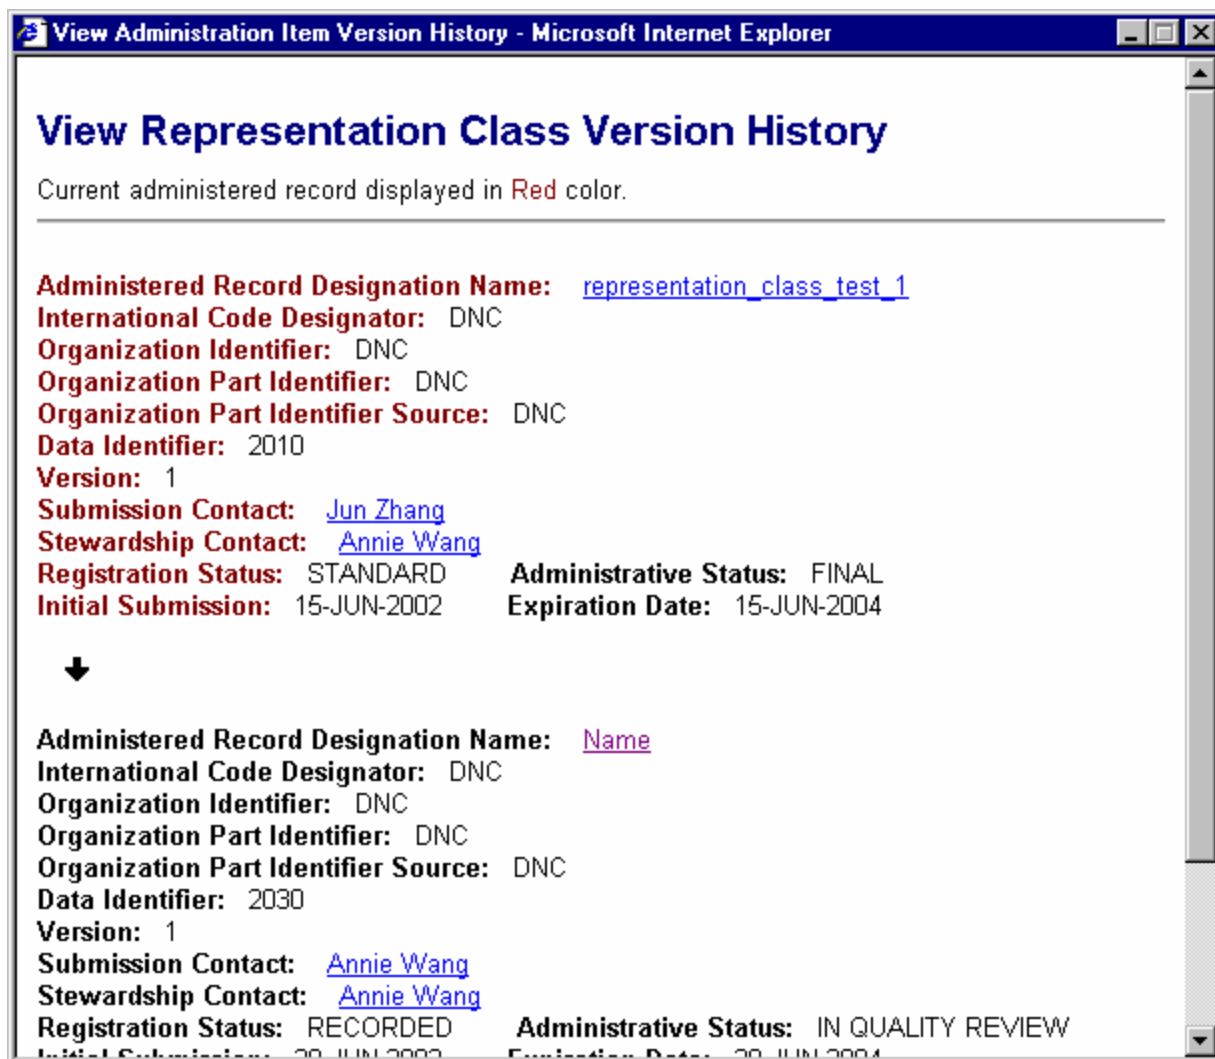 View Administration Item Version History - Microsoft Internet Explorer
View Representation Class Version History
Current administered record displayed in Red color.
Administered Record Designation Name: representation_class_test_1
International Code Designator: DNC
Organization Identifier: DNC
Organization Part Identifier: DNC
Organization Part Identifier Source: DNC
Data Identifier: 2010
Version: 1
Submission Contact: Jun Zhang
Stewardship Contact: Annie Wang
Registration Status: STANDARD Administrative Status: FINAL
Initial Submission: 15-JUN-2002 Expiration Date: 15-JUN-2004
Administered Record Designation Name: Name
International Code Designator: DNC
Organization Identifier: DNC
Organization Part Identifier: DNC
Organization Part Identifier Source: DNC
Data Identifier: 2030
Version: 1
Submission Contact: Annie Wang
Stewardship Contact: Annie Wang
Registration Status: RECORDED Administrative Status: IN QUALITY REVIEW
Initial Submission: Expiration Date: